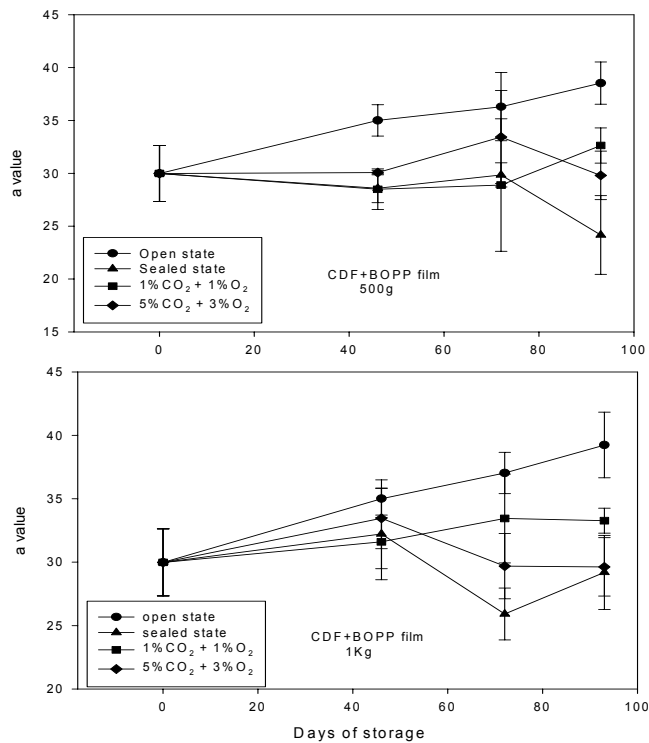 45
40
35
30
25
20
15
a value
Open state
Sealed state
1%CO₂ + 1%O₂
5%CO₂ + 3%O₂
CDF+BOPP film
500g
0 20 40 60 80 100
45
40
35
30
25
20
a value
open state
sealed state
1%CO₂ + 1%O₂
5%CO₂ + 3%O₂
CDF+BOPP film
1Kg
0 20 40 60 80 100
Days of storage